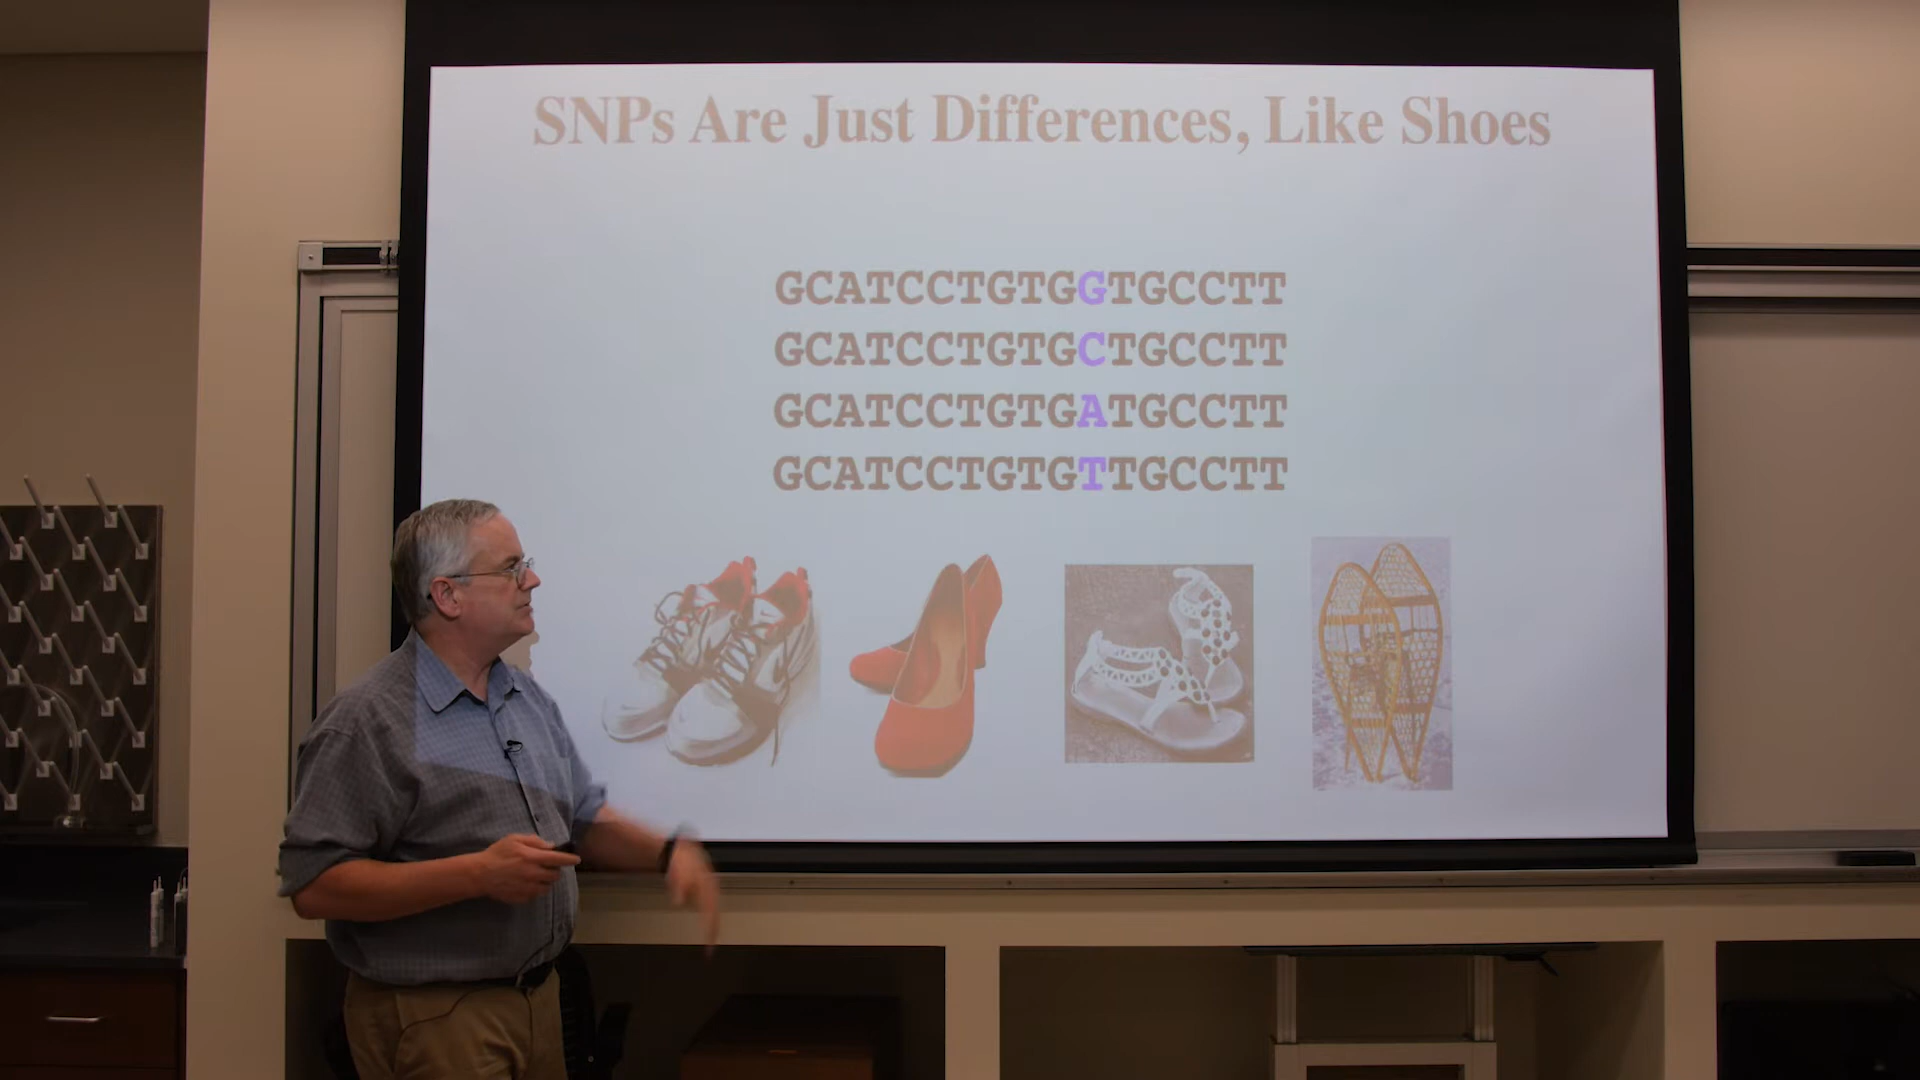 SNPs Are Just Differences, Like Shoes
GCATCCTGTGGTGCCTT
GCATCCTGTGCTGCCTT
GCATCCTGTGATGCCTT
GCATCCTGTGTTGCCTT